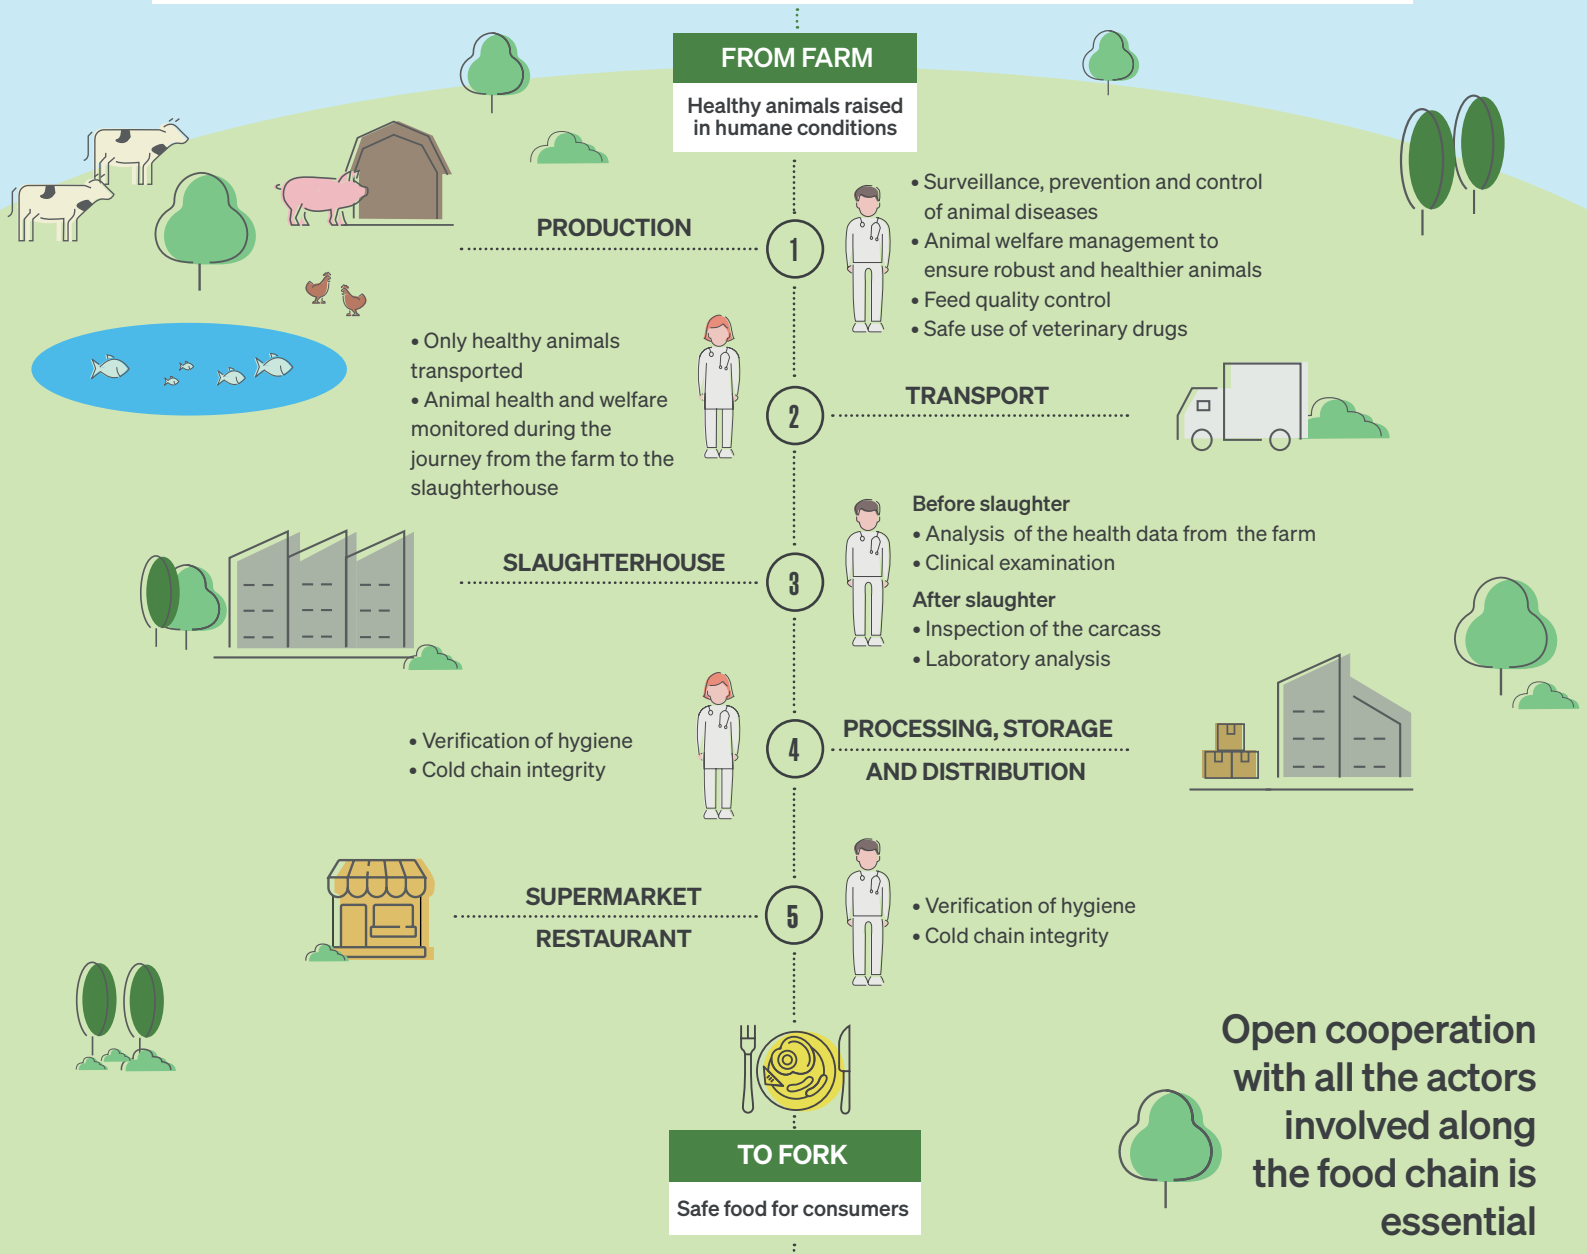 FROM FARM
Healthy animals raised
in humane conditions
PRODUCTION
1
• Surveillance, prevention and control
of animal diseases
• Animal welfare management to
ensure robust and healthier animals
• Feed quality control
• Safe use of veterinary drugs
• Only healthy animals
transported
• Animal health and welfare
monitored during the
journey from the farm to the
slaughterhouse
2
TRANSPORT
SLAUGHTERHOUSE
3
Before slaughter
• Analysis of the health data from the farm
• Clinical examination
After slaughter
• Inspection of the carcass
• Laboratory analysis
• Verification of hygiene
• Cold chain integrity
4
PROCESSING, STORAGE
AND DISTRIBUTION
SUPERMARKET
RESTAURANT
5
• Verification of hygiene
• Cold chain integrity
Open cooperation
with all the actors
involved along
the food chain is
essential
TO FORK
Safe food for consumers